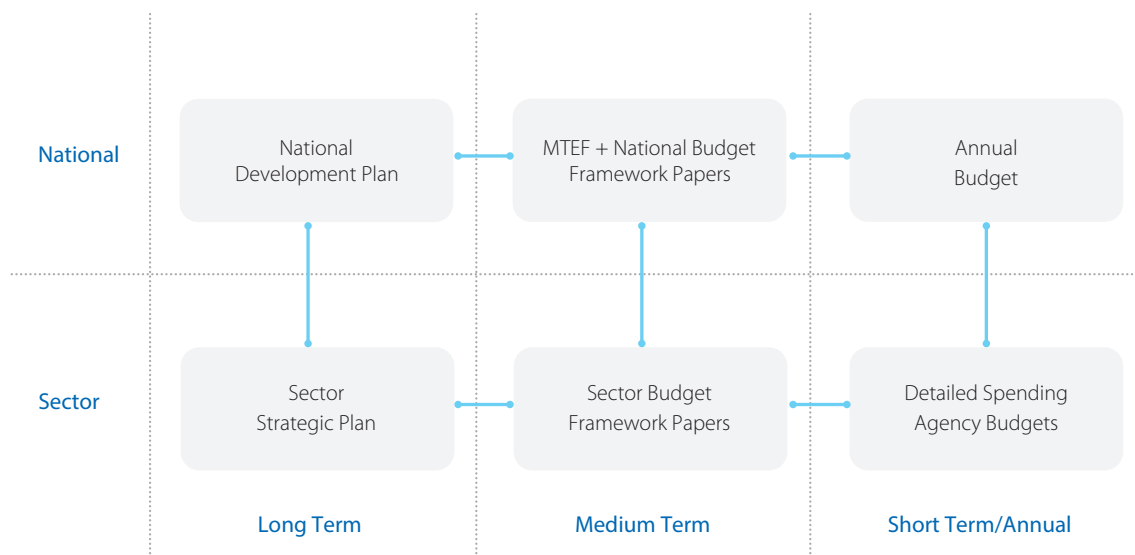 National
National
Development Plan
MTEF + National Budget
Framework Papers
Annual
Budget
Sector
Sector
Strategic Plan
Sector Budget
Framework Papers
Detailed Spending
Agency Budgets
Long Term
Medium Term
Short Term/Annual